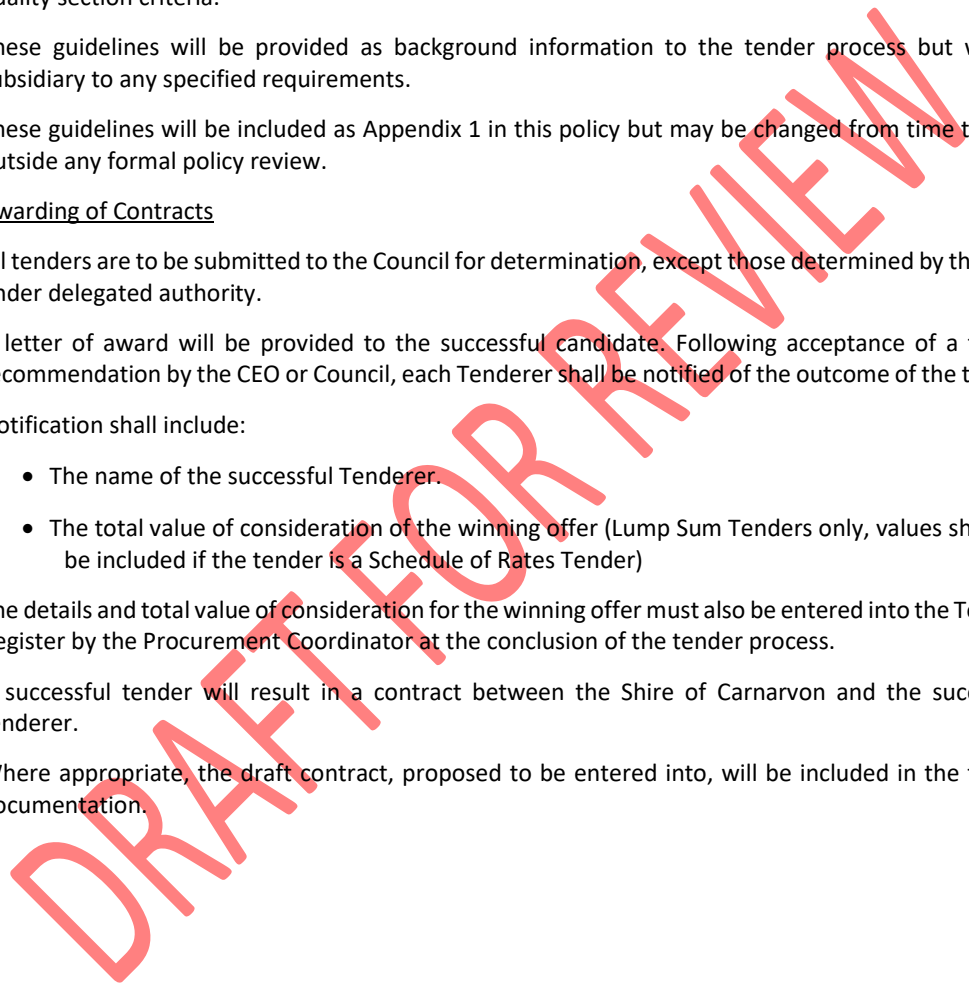 uality section criteria.
hese guidelines will be provided as background information to the tender process but w
ubsidiary to any specified requirements.
hese guidelines will be included as Appendix 1 in this policy but may be changed from time t
utside any formal policy review.
warding of Contracts
l tenders are to be submitted to the Council for determination, except those determined by th
nder delegated authority.
letter of award will be provided to the successful candidate. Following acceptance of a t
ecommendation by the CEO or Council, each Tenderer shall be notified of the outcome of the t
otification shall include:
• The name of the successful Tenderer.
• The total value of consideration of the winning offer (Lump Sum Tenders only, values sh
be included if the tender is a Schedule of Rates Tender)
he details and total value of consideration for the winning offer must also be entered into the Te
egister by the Procurement Coordinator at the conclusion of the tender process.
successful tender will result in a contract between the Shire of Carnarvon and the succ
enderer.
Where appropriate, the draft contract, proposed to be entered into, will be included in the t
ocumentation.
DRAFT FOR REVIEW